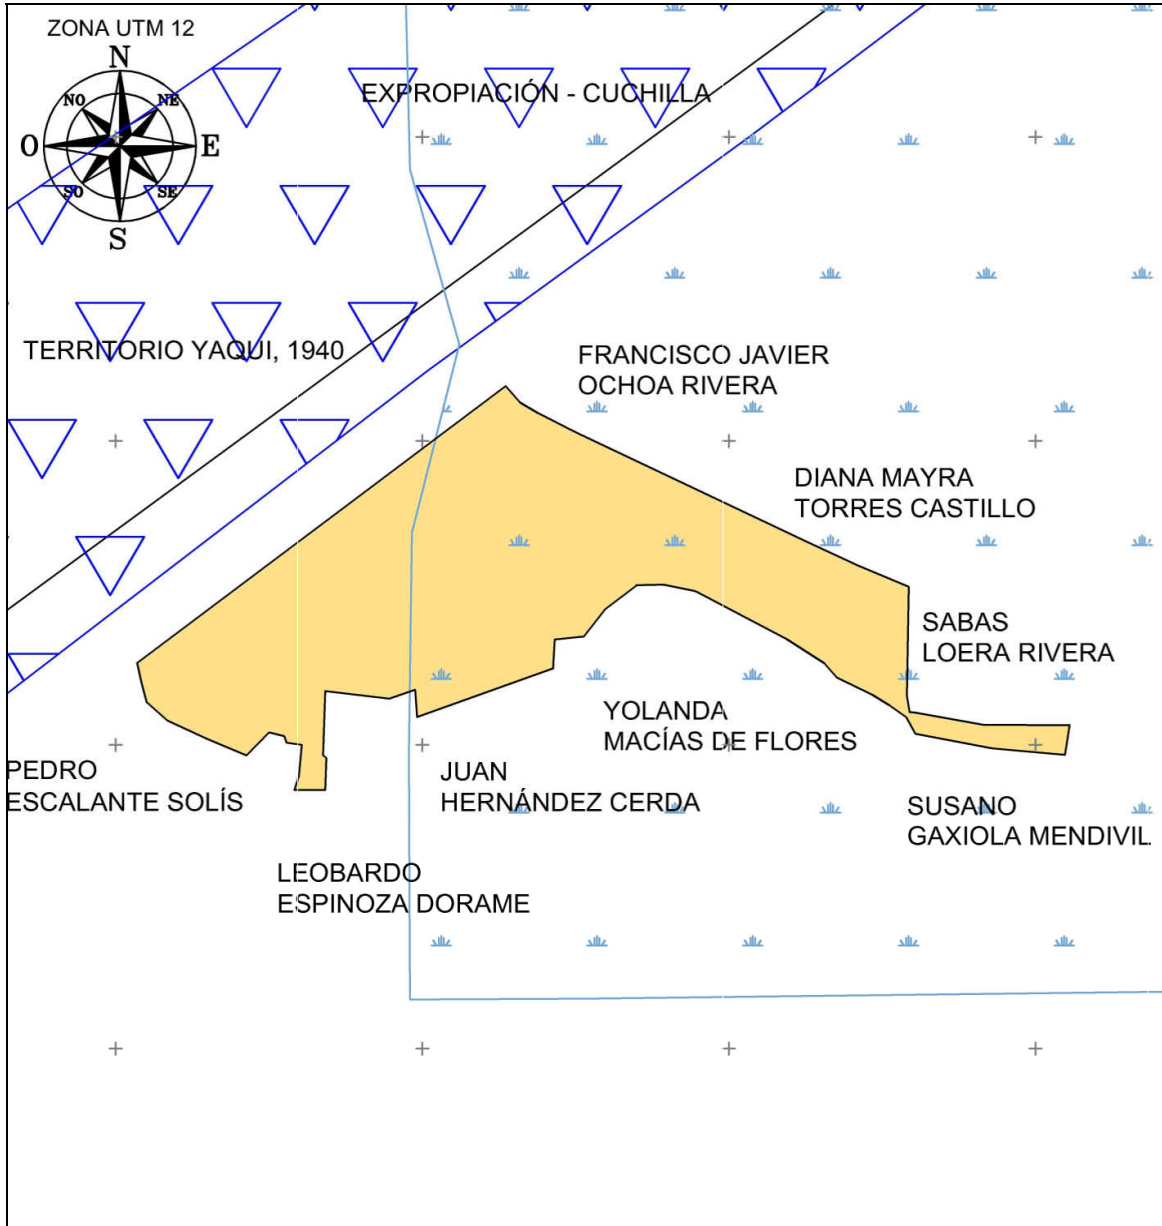 ZONA UTM 12
N
NO
NE
O
E
SO
SE
S
EXPROPIACIÓN - CUCHILLA
TERRITORIO YAQUI, 1940
FRANCISCO JAVIER
OCHOA RIVERA
DIANA MAYRA
TORRES CASTILLO
SABAS
LOERA RIVERA
YOLANDA
MACÍAS DE FLORES
PEDRO
ESCALANTE SOLÍS
JUAN
HERNÁNDEZ CERDA
SUSANO
GAXIOLA MENDIVIL
LEOBARDO
ESPINOZA DORAME